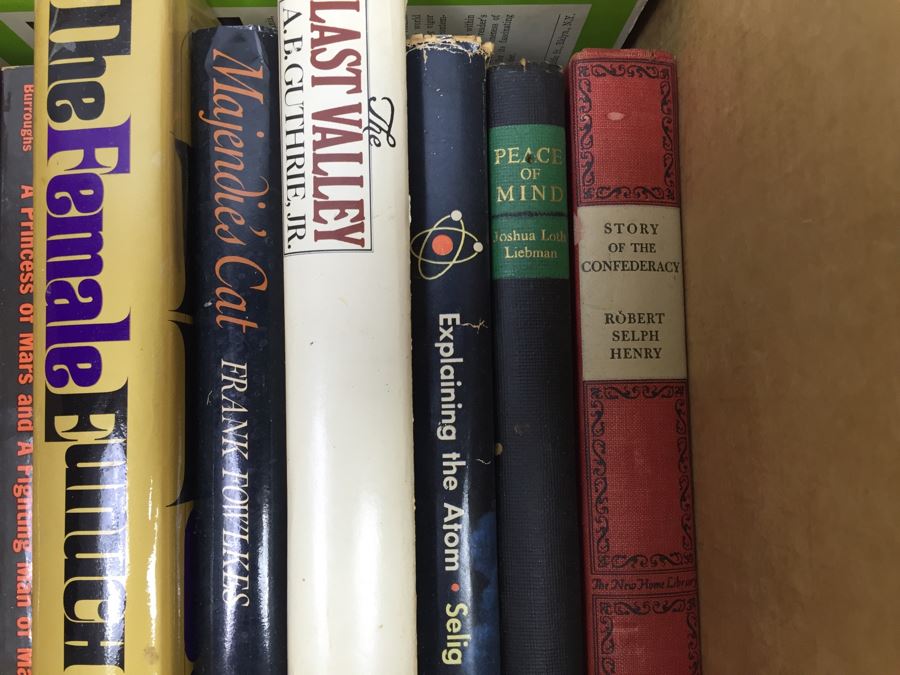 Burroughs A Princess of Mars and A Fighting Man of
The Female Eunuch
Majendie's Cat FRANK FOWLKES
The
LAST VALLEY
A. B. GUTHRIE, JR.
Explaining the Atom • Selig
PEACE
OF
MIND
Joshua Loth
Liebman
STORY
OF THE
CONFEDERACY
ROBERT
SELPH
HENRY
The New Home Library